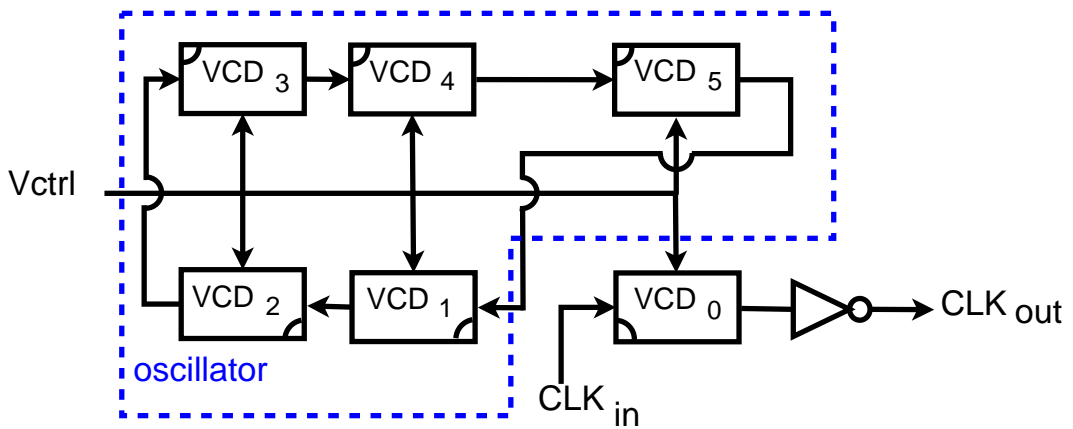 VCD 3
VCD 4
VCD 5
Vctrl
VCD 2
VCD 1
VCD 0
CLK out
oscillator
CLK in